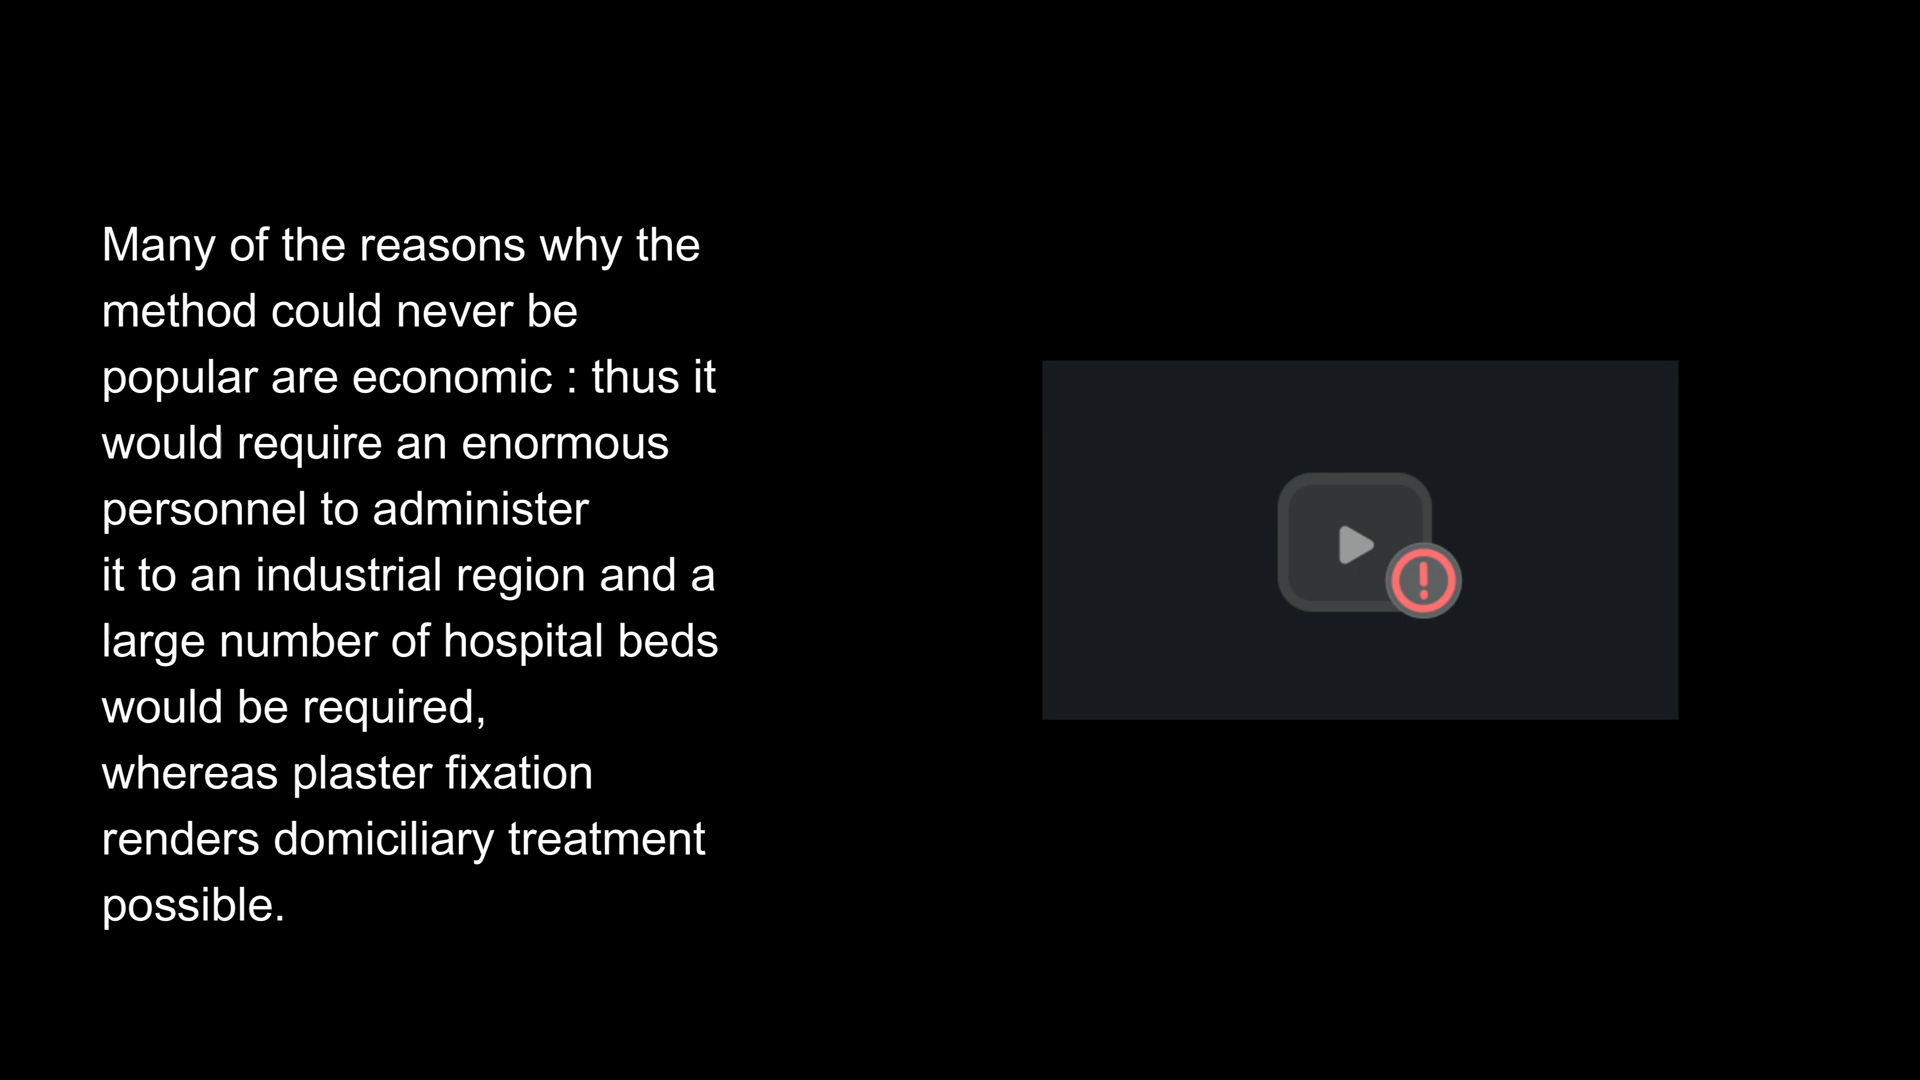 Many of the reasons why the
method could never be
popular are economic : thus it
would require an enormous
personnel to administer
it to an industrial region and a
large number of hospital beds
would be required,
whereas plaster fixation
renders domiciliary treatment
possible.